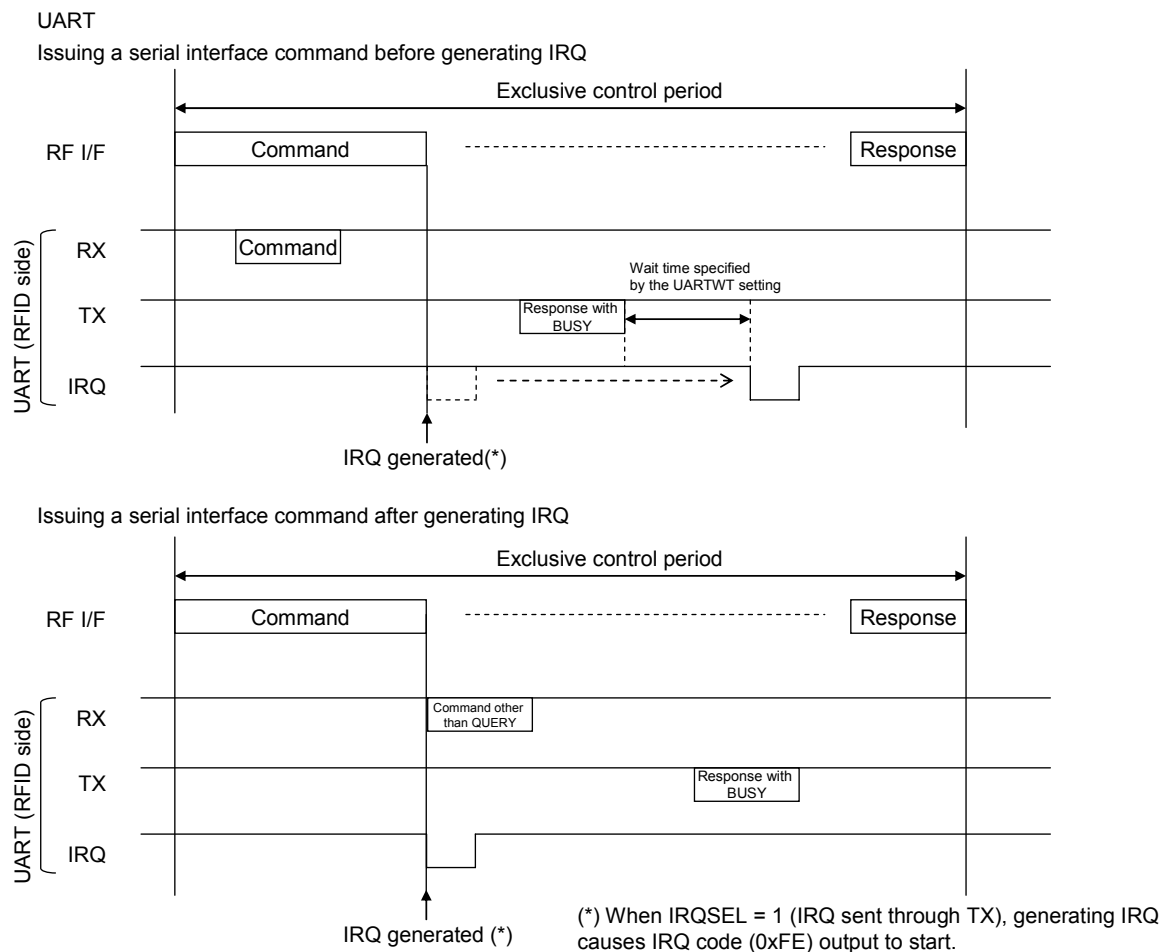 UART
Issuing a serial interface command before generating IRQ
Exclusive control period
RF I/F
Command
Response
UART (RFID side)
RX
Command
Wait time specified
by the UARTWT setting
TX
Response with
BUSY
IRQ
IRQ generated(*)
Issuing a serial interface command after generating IRQ
Exclusive control period
RF I/F
Command
Response
UART (RFID side)
RX
Command other
than QUERY
TX
Response with
BUSY
IRQ
IRQ generated (*)
(*) When IRQSEL = 1 (IRQ sent through TX), generating IRQ
causes IRQ code (0xFE) output to start.